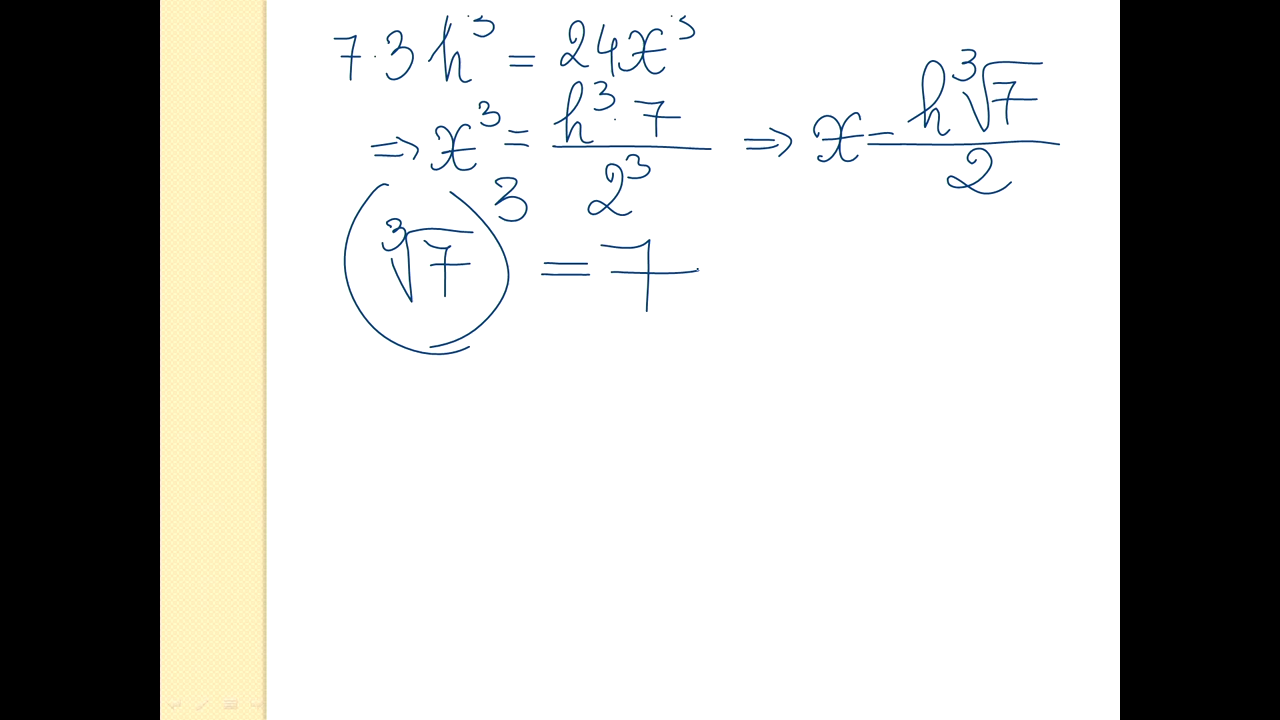 7·3h³ = 24x³
⇒ x³ = h³·7 / 2³ ⇒ x = h∛7 / 2
(∛7)³ = 7